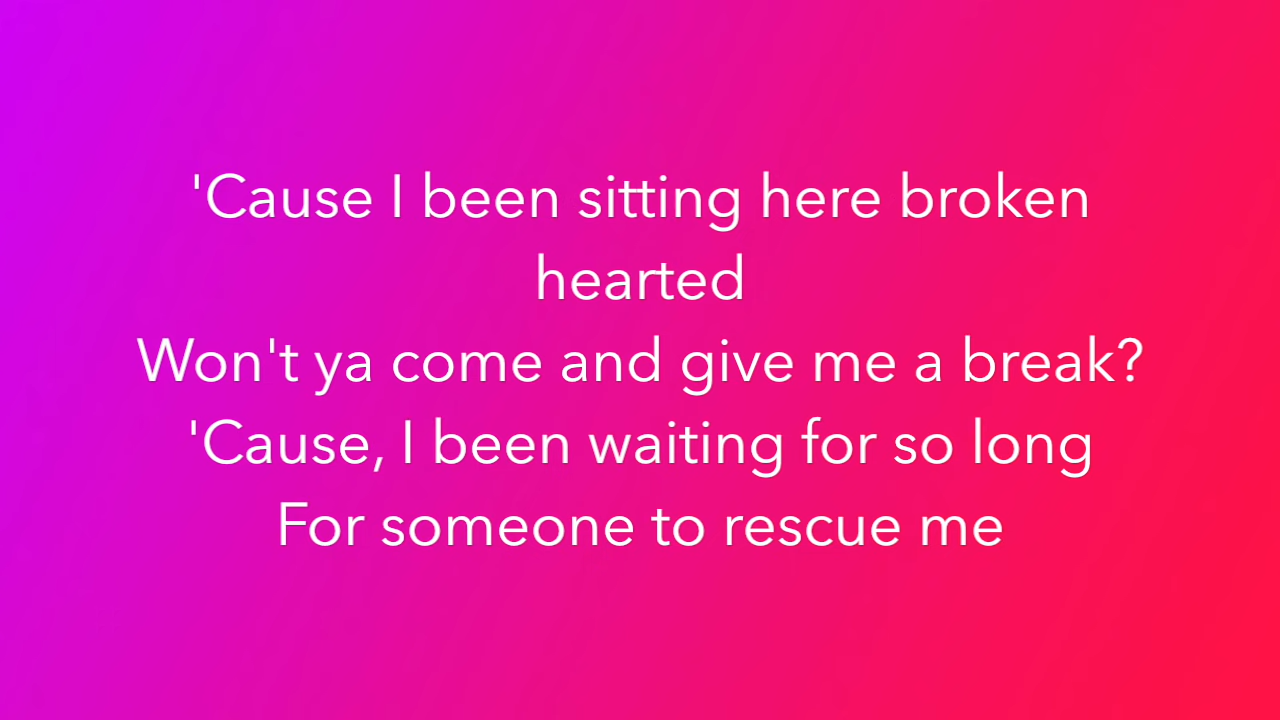 'Cause I been sitting here broken
hearted
Won't ya come and give me a break?
'Cause, I been waiting for so long
For someone to rescue me